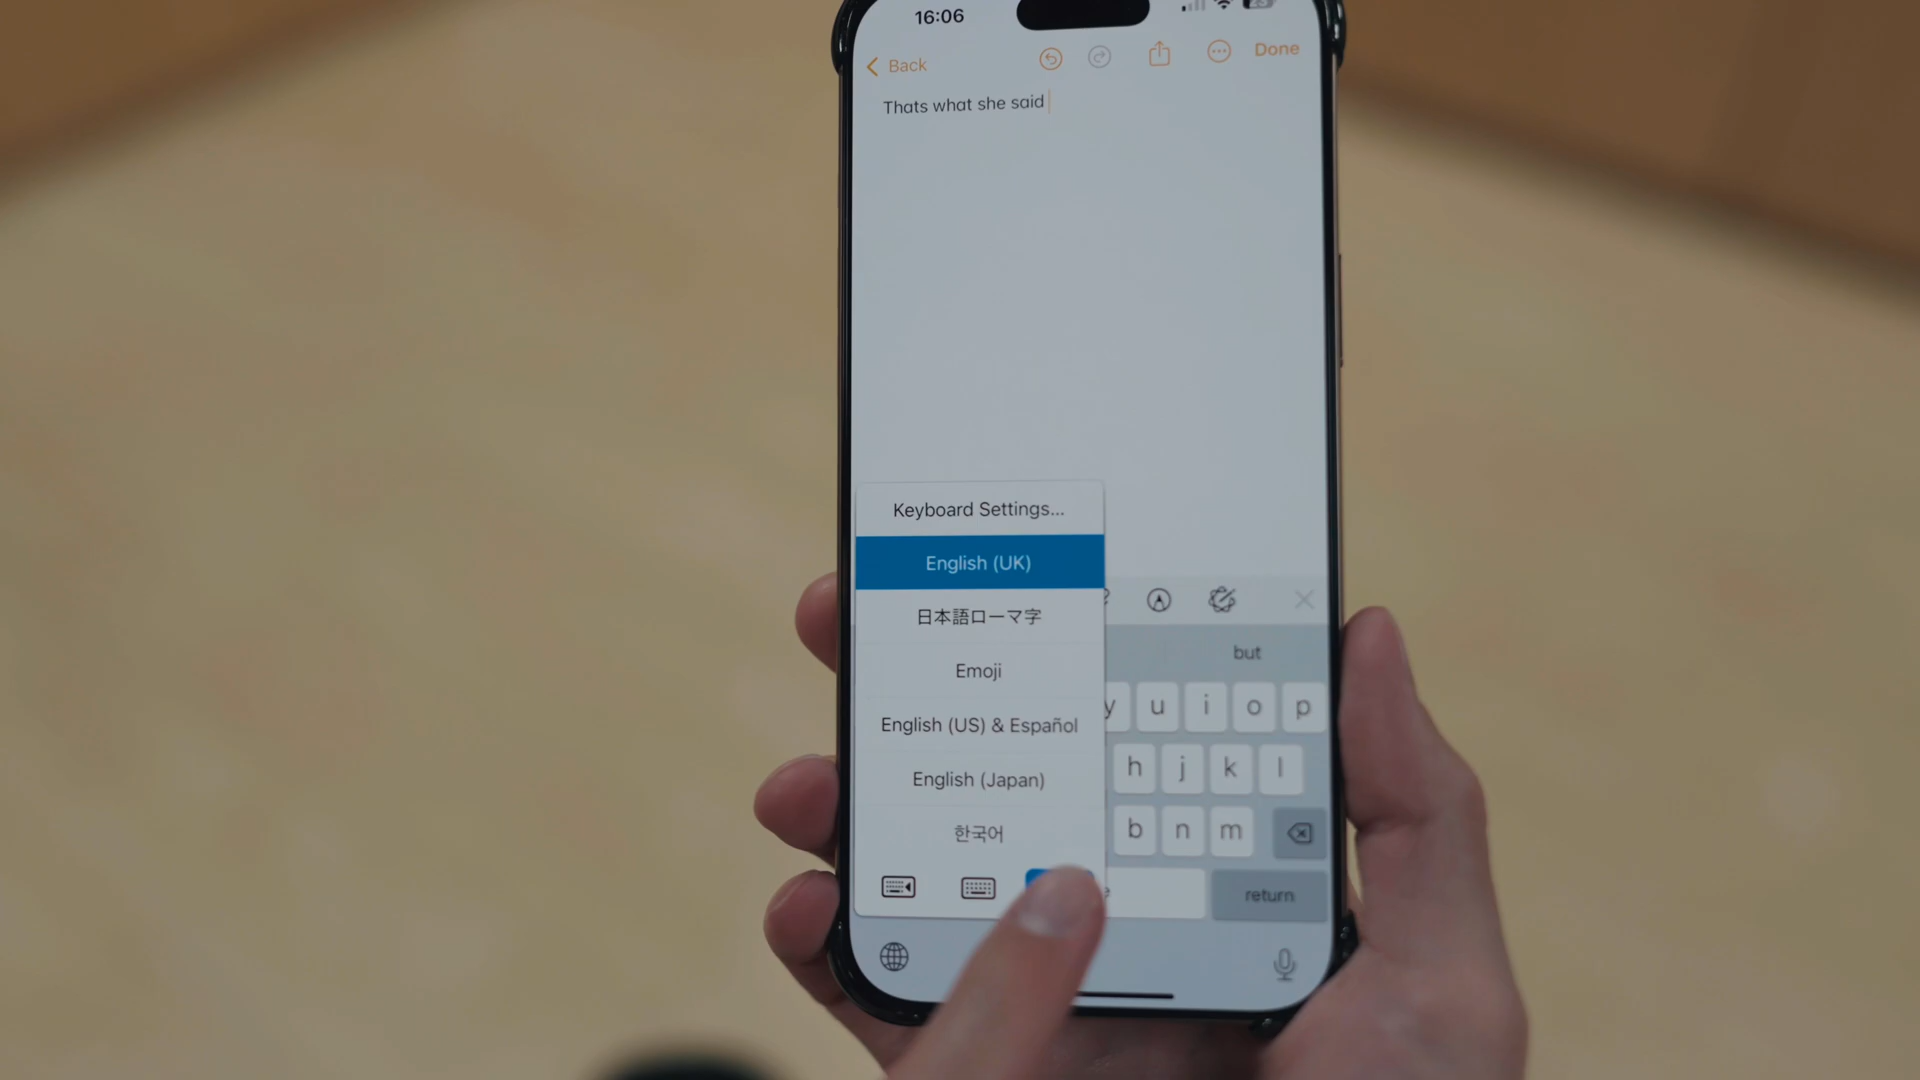 16:06
Back
Done
Thats what she said
Keyboard Settings...
English (UK)
日本語ローマ字
Emoji
English (US) & Español
English (Japan)
한국어
but
y u i o p
h j k l
b n m
return